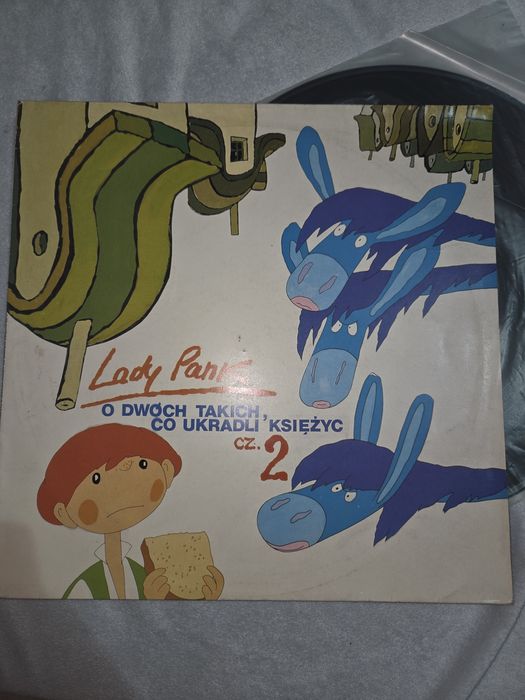 Lady Pank
O DWÓCH TAKICH,
CO UKRADLI KSIĘŻYC
cz. 2